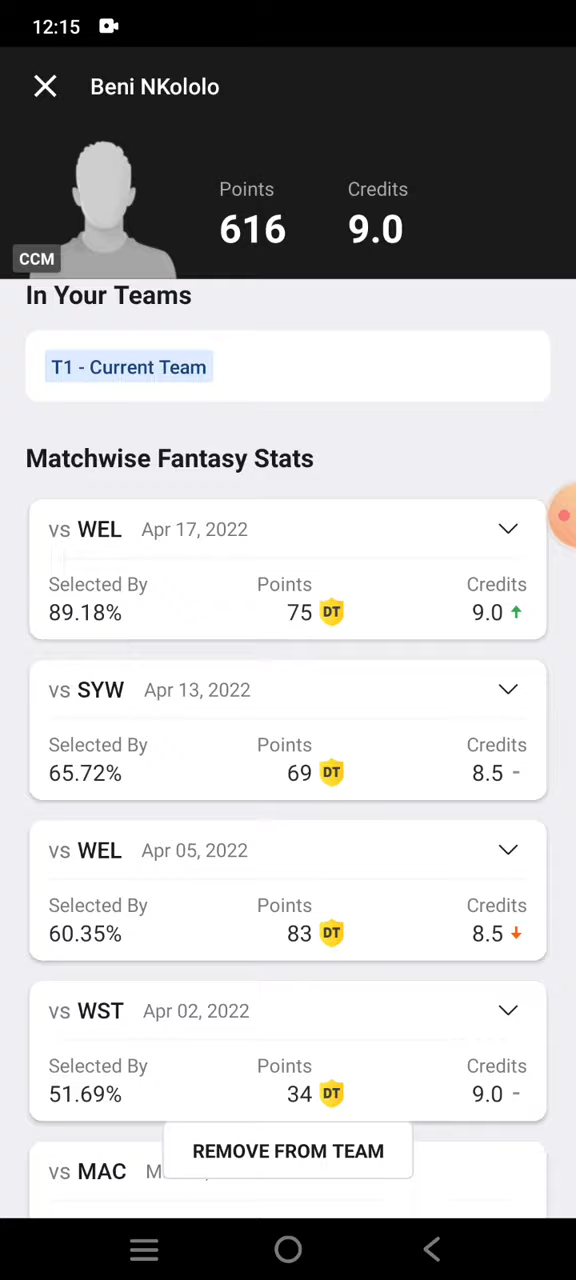 12:15
Beni NKololo
Points Credits
616 9.0
CCM
In Your Teams
T1 - Current Team
Matchwise Fantasy Stats
vs WEL Apr 17, 2022
Selected By Points Credits
89.18% 75 DT 9.0
vs SYW Apr 13, 2022
Selected By Points Credits
65.72% 69 DT 8.5 -
vs WEL Apr 05, 2022
Selected By Points Credits
60.35% 83 DT 8.5
vs WST Apr 02, 2022
Selected By Points Credits
51.69% 34 DT 9.0 -
REMOVE FROM TEAM
vs MAC